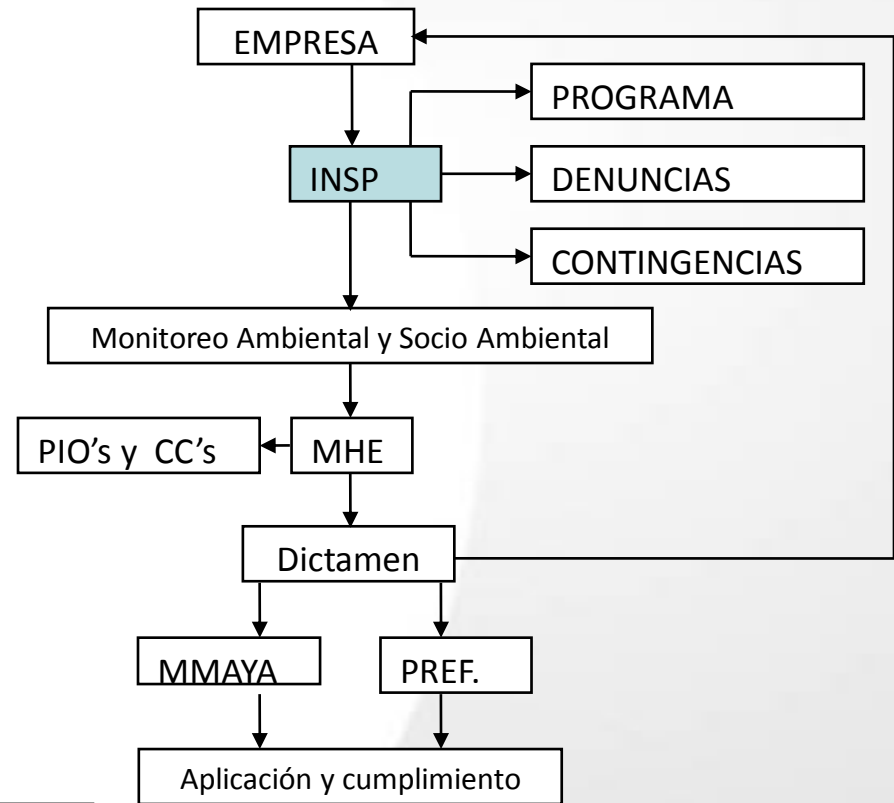 EMPRESA
PROGRAMA
INSP
DENUNCIAS
CONTINGENCIAS
Monitoreo Ambiental y Socio Ambiental
PIO’s y CC’s
MHE
Dictamen
MMAYA
PREF.
Aplicación y cumplimiento